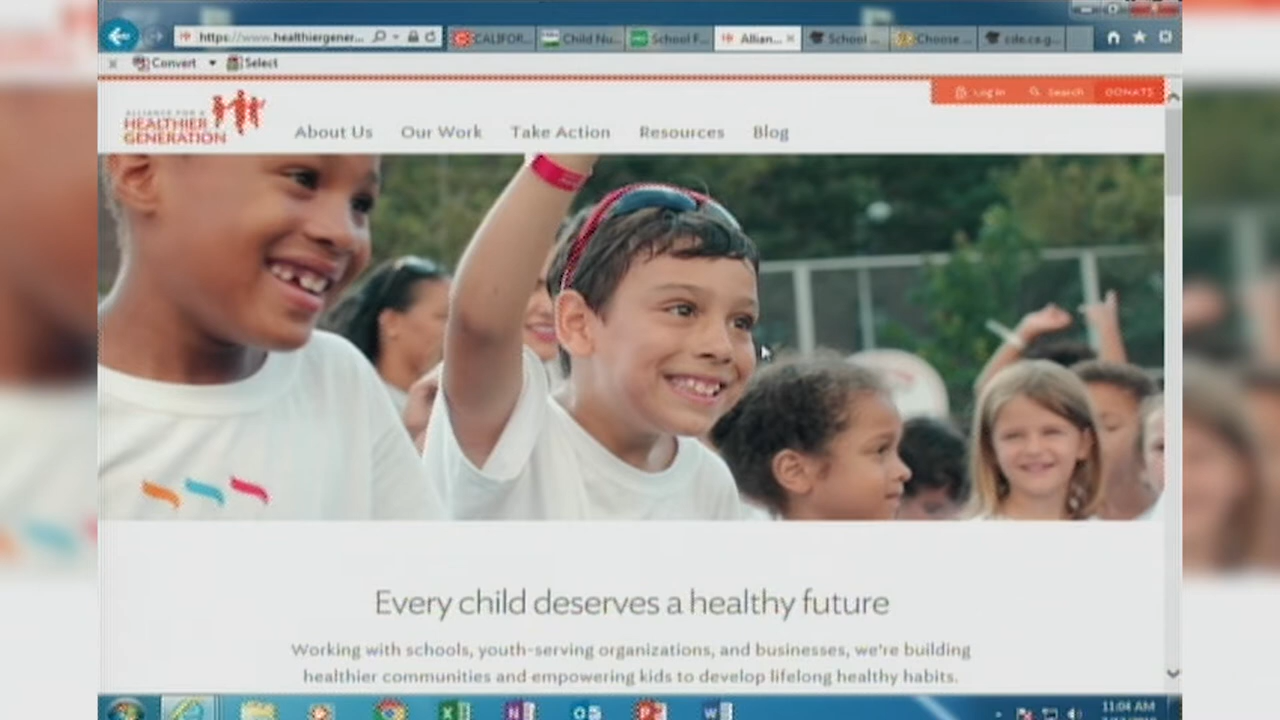 https://www.healthiergener...
CALIFOR...
Child Nu...
School F...
Allian...
School ...
Choose ...
cde.ca.g...
Convert
Select
Log In
Search
DONATE
ALLIANCE FOR A
HEALTHIER
GENERATION
About Us
Our Work
Take Action
Resources
Blog
Every child deserves a healthy future
Working with schools, youth-serving organizations, and businesses, we're building
healthier communities and empowering kids to develop lifelong healthy habits.
11:04 AM